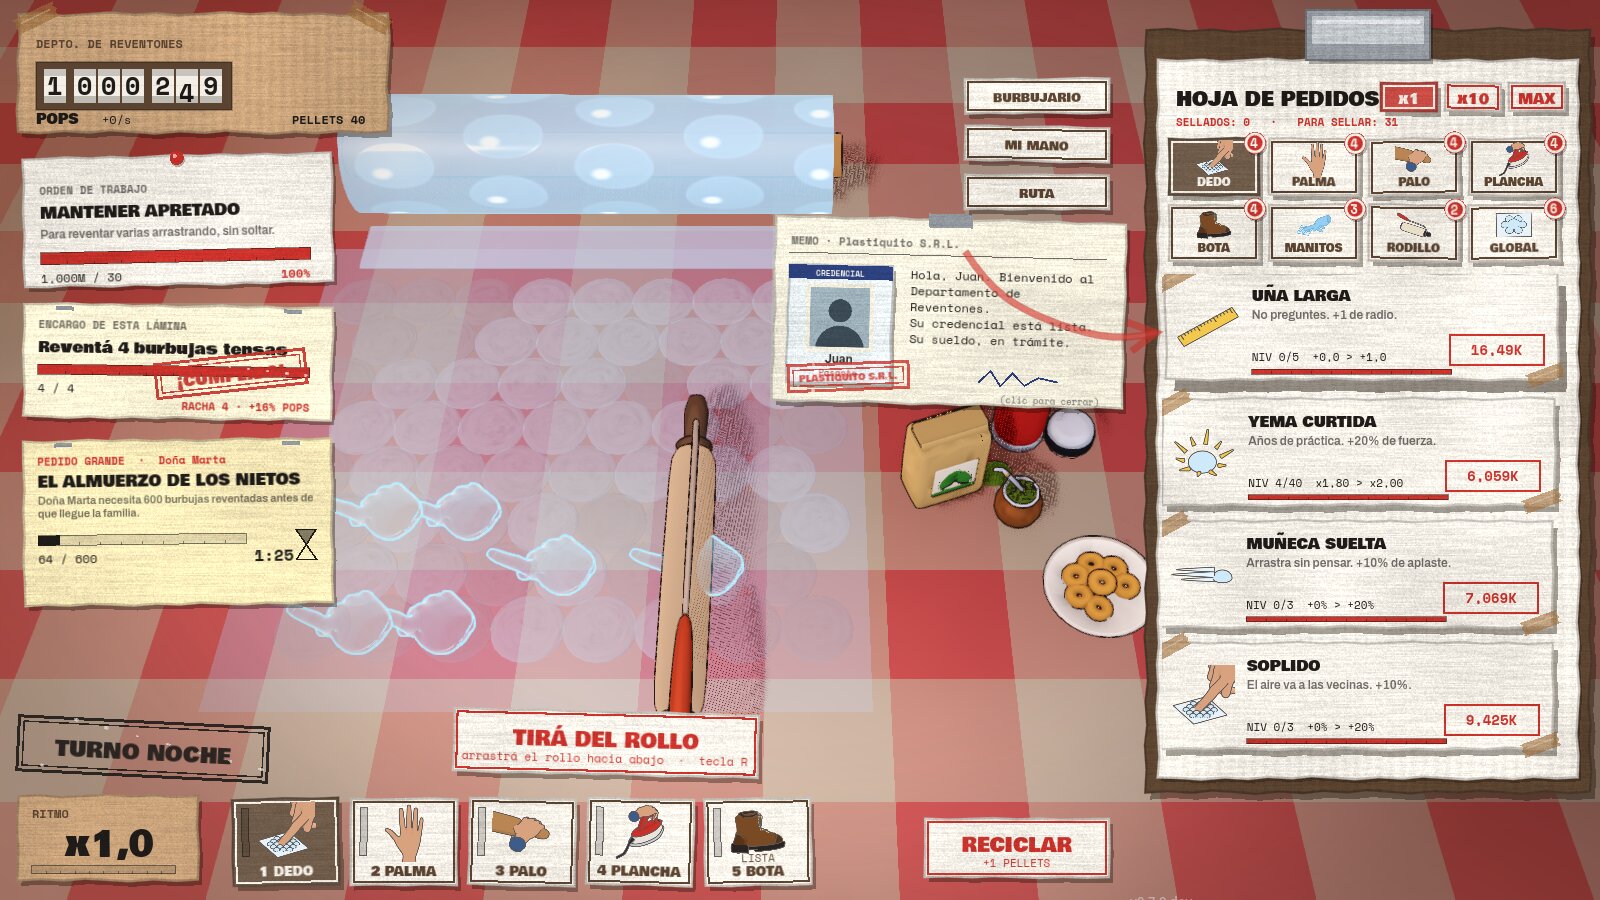 DEPTO. DE REVENTONES
1 000 249
POPS +0/s PELLETS 40
ORDEN DE TRABAJO
MANTENER APRETADO
Para reventar varias arrastrando, sin soltar.
1.000M / 30 100%
ENCARGO DE ESTA LÁMINA
Reventá 4 burbujas tensas
4 / 4
RACHA 4 · +16% POPS
PEDIDO GRANDE · Doña Marta
EL ALMUERZO DE LOS NIETOS
Doña Marta necesita 600 burbujas reventadas antes de
que llegue la familia.
64 / 600 1:25
TURNO NOCHE
RITMO
x1,0
1 DEDO
2 PALMA
3 PALO
4 PLANCHA
LISTA
5 BOTA
TIRÁ DEL ROLLO
arrastrá el rollo hacia abajo · tecla R
RECICLAR
+1 PELLETS
BURBUJARIO
MI MANO
RUTA
MEMO · Plastiquito S.R.L.
CREDENCIAL
Juan
PLASTIQUITO S.R.L.
Hola, Juan. Bienvenido al
Departamento de
Reventones.
Su credencial está lista.
Su sueldo, en trámite.
(clic para cerrar)
HOJA DE PEDIDOS x1 x10 MAX
SELLADOS: 0 · PARA SELLAR: 31
4 4 4 4
DEDO PALMA PALO PLANCHA
4 3 2 6
BOTA MANITOS RODILLO GLOBAL
UÑA LARGA
No preguntes. +1 de radio.
NIV 0/5 +0,0 > +1,0 16,49K
YEMA CURTIDA
Años de práctica. +20% de fuerza.
NIV 4/40 x1,80 > x2,00 6,059K
MUÑECA SUELTA
Arrastra sin pensar. +10% de aplaste.
NIV 0/3 +0% > +20% 7,069K
SOPLIDO
El aire va a las vecinas. +10%.
NIV 0/3 +0% > +20% 9,425K